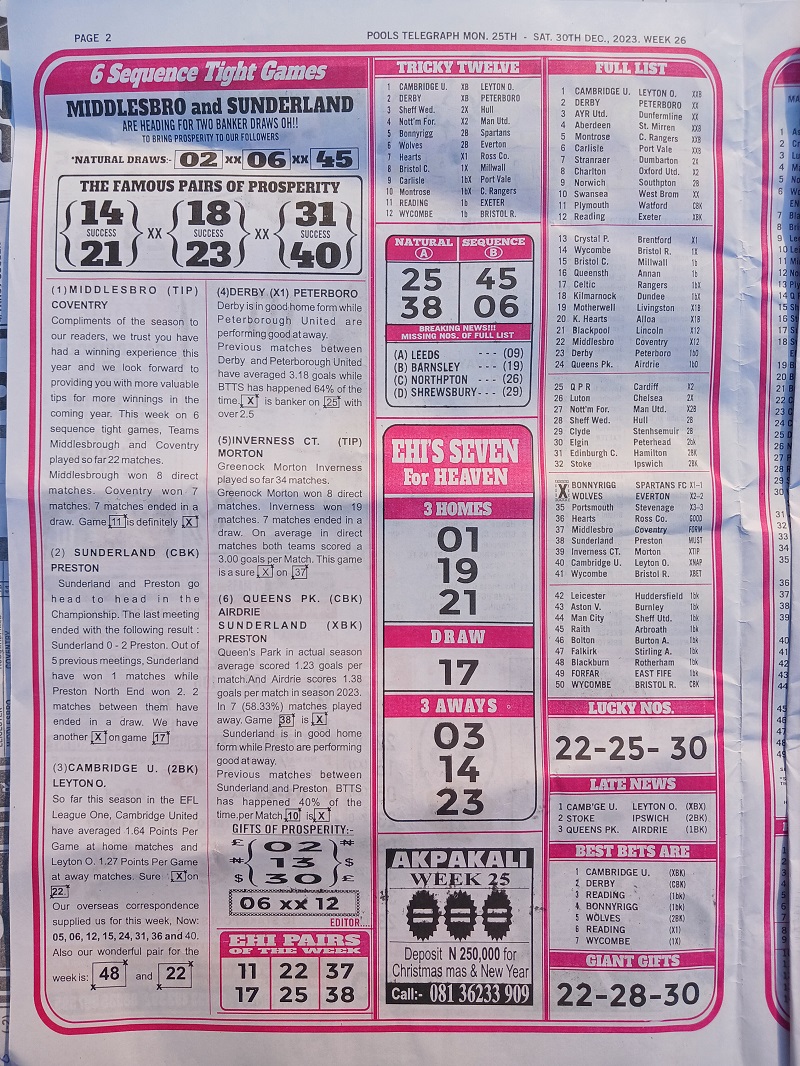 PAGE 2
POOLS TELEGRAPH MON. 25TH - SAT. 30TH DEC., 2023. WEEK 26
6 Sequence Tight Games
MIDDLESBRO and SUNDERLAND
ARE HEADING FOR TWO BANKER DRAWS OH!!
TO BRING PROSPERITY TO OUR FOLLOWERS
*NATURAL DRAWS:- 02 xx 06 xx 45
THE FAMOUS PAIRS OF PROSPERITY
14 18 31
SUCCESS XX SUCCESS XX SUCCESS
21 23 40
(1)MIDDLESBRO (TIP)
COVENTRY
Compliments of the season to
our readers, we trust you have
had a winning experience this
year and we look forward to
providing you with more valuable
tips for more winnings in the
coming year. This week on 6
sequence tight games, Teams
Middlesbrough and Coventry
played so far 22 matches.
Middlesbrough won 8 direct
matches. Coventry won 7
matches. 7 matches ended in a
draw. Game 11 is definitely X
(2) SUNDERLAND (CBK)
PRESTON
Sunderland and Preston go
head to head in the
Championship. The last meeting
ended with the following result :
Sunderland 0 - 2 Preston. Out of
5 previous meetings, Sunderland
have won 1 matches while
Preston North End won 2. 2
matches between them have
ended in a draw. We have
another X on game 17
(3)CAMBRIDGE U. (2BK)
LEYTON O.
So far this season in the EFL
League One, Cambridge United
have averaged 1.64 Points Per
Game at home matches and
Leyton O. 1.27 Points Per Game
at away matches. Sure X on
22
Our overseas correspondence
supplied us for this week, Now:
05, 06, 12, 15, 24, 31, 36 and 40.
Also our wonderful pair for the
week is: 48 and 22
(4)DERBY (X1) PETERBORO
Derby is in good home form while
Peterborough United are
performing good at away.
Previous matches between
Derby and Peterborough United
have averaged 3.18 goals while
BTTS has happened 64% of the
time. X is banker on 25 with
over 2.5
(5)INVERNESS CT. (TIP)
MORTON
Greenock Morton Inverness
played so far 34 matches.
Greenock Morton won 8 direct
matches. Inverness won 19
matches. 7 matches ended in a
draw. On average in direct
matches both teams scored a
3.00 goals per Match. This game
is a sure X on 37
(6) QUEENS PK. (CBK)
AIRDRIE
SUNDERLAND (XBK)
PRESTON
Queen's Park in actual season
average scored 1.23 goals per
match.And Airdrie scores 1.38
goals per match in season 2023.
In 7 (58.33%) matches played
away. Game 38 is X
Sunderland is in good home
form while Presto are performing
good at away.
Previous matches between
Sunderland and Preston BTTS
has happened 40% of the
time.per Match. 10 is X
GIFTS OF PROSPERITY:-
£ 02 £
₦ 13 $
$ 30 £
06 xx 12
EDITOR....
EHI PAIRS
OF THE WEEK
11 22 37
17 25 38
TRICKY TWELVE
1 CAMBRIDGE U. XB LEYTON O.
2 DERBY XB PETERBORO
3 Sheff Wed. 2X Hull
4 Nott'm For. X2 Man Utd.
5 Bonnyrigg 2B Spartans
6 Wolves 2B Everton
7 Hearts X1 Ross Co.
8 Bristol C. 1X Millwall
9 Carlisle 1bX Port Vale
10 Montrose 1bX C. Rangers
11 READING 1b EXETER
12 WYCOMBE 1b BRISTOL R.
NATURAL A SEQUENCE B
25 45
38 06
BREAKING NEWS!!!
MISSING NOS. OF FULL LIST
(A) LEEDS --- (09)
(B) BARNSLEY --- (19)
(C) NORTHPTON --- (26)
(D) SHREWSBURY --- (29)
EHI'S SEVEN
For HEAVEN
3 HOMES
01
19
21
DRAW
17
3 AWAYS
03
14
23
AKPAKALI
WEEK 25
Deposit N 250,000 for
Christmas mas & New Year
Call:- 081 36233 909
FULL LIST
1 CAMBRIDGE U. LEYTON O. XXB
2 DERBY PETERBORO XX
3 AYR Utd. Dunfermline XX
4 Aberdeen St. Mirren XXB
5 Montrose C. Rangers XXB
6 Carlisle Port Vale XXB
7 Stranraer Dumbarton 2X
8 Charlton Oxford Utd. X2
9 Norwich Southpton 2B
10 Swansea West Brom XX
11 Plymouth Watford CBK
12 Reading Exeter XBK
13 Crystal P. Brentford X1
14 Wycombe Bristol R. 1X
15 Bristol C. Millwall 1b
16 Queensth Annan 1b
17 Celtic Rangers 1bX
18 Kilmarnock Dundee 1bX
19 Motherwell Livingston X1B
20 K. Hearts Alloa X1B
21 Blackpool Lincoln X12
22 Middlesbro Coventry X12
23 Derby Peterboro 1b0
24 Queens Pk. Airdrie 1b0
25 Q P R Cardiff X2
26 Luton Chelsea 2X
27 Nott'm For. Man Utd. X2B
28 Sheff Wed. Hull 2B
29 Clyde Stenhsemuir 2B
30 Elgin Peterhead 2bk
31 Edinburgh C. Hamilton 2BK
32 Stoke Ipswich 2BK
X BONNYRIGG SPARTANS FC X1-1
WOLVES EVERTON X2-2
35 Portsmouth Stevenage X3-3
36 Hearts Ross Co. GOOD
37 Middlesbro Coventry FORM
38 Sunderland Preston MUST
39 Inverness CT. Morton XTIP
40 Cambridge U. Leyton O. XNAP
41 Wycombe Bristol R. XBET
42 Leicester Huddersfield 1bk
43 Aston V. Burnley 1bk
44 Man City Sheff Utd. 1bk
45 Raith Arbroath 1bk
46 Bolton Burton A. 1bk
47 Falkirk Stirling A. 1bk
48 Blackburn Rotherham 1bk
49 FORFAR EAST FIFE 1bk
50 WYCOMBE BRISTOL R. CBK
LUCKY NOS.
22-25- 30
LATE NEWS
1 CAMB'GE U. LEYTON O. (XBX)
2 STOKE IPSWICH (2BK)
3 QUEENS PK. AIRDRIE (1BK)
BEST BETS ARE
1 CAMBRIDGE U. (XBK)
2 DERBY (CBK)
3 READING (1bk)
4 BONNYRIGG (1bk)
5 WOLVES (2BK)
6 READING (X1)
7 WYCOMBE (1X)
GIANT GIFTS
22-28-30